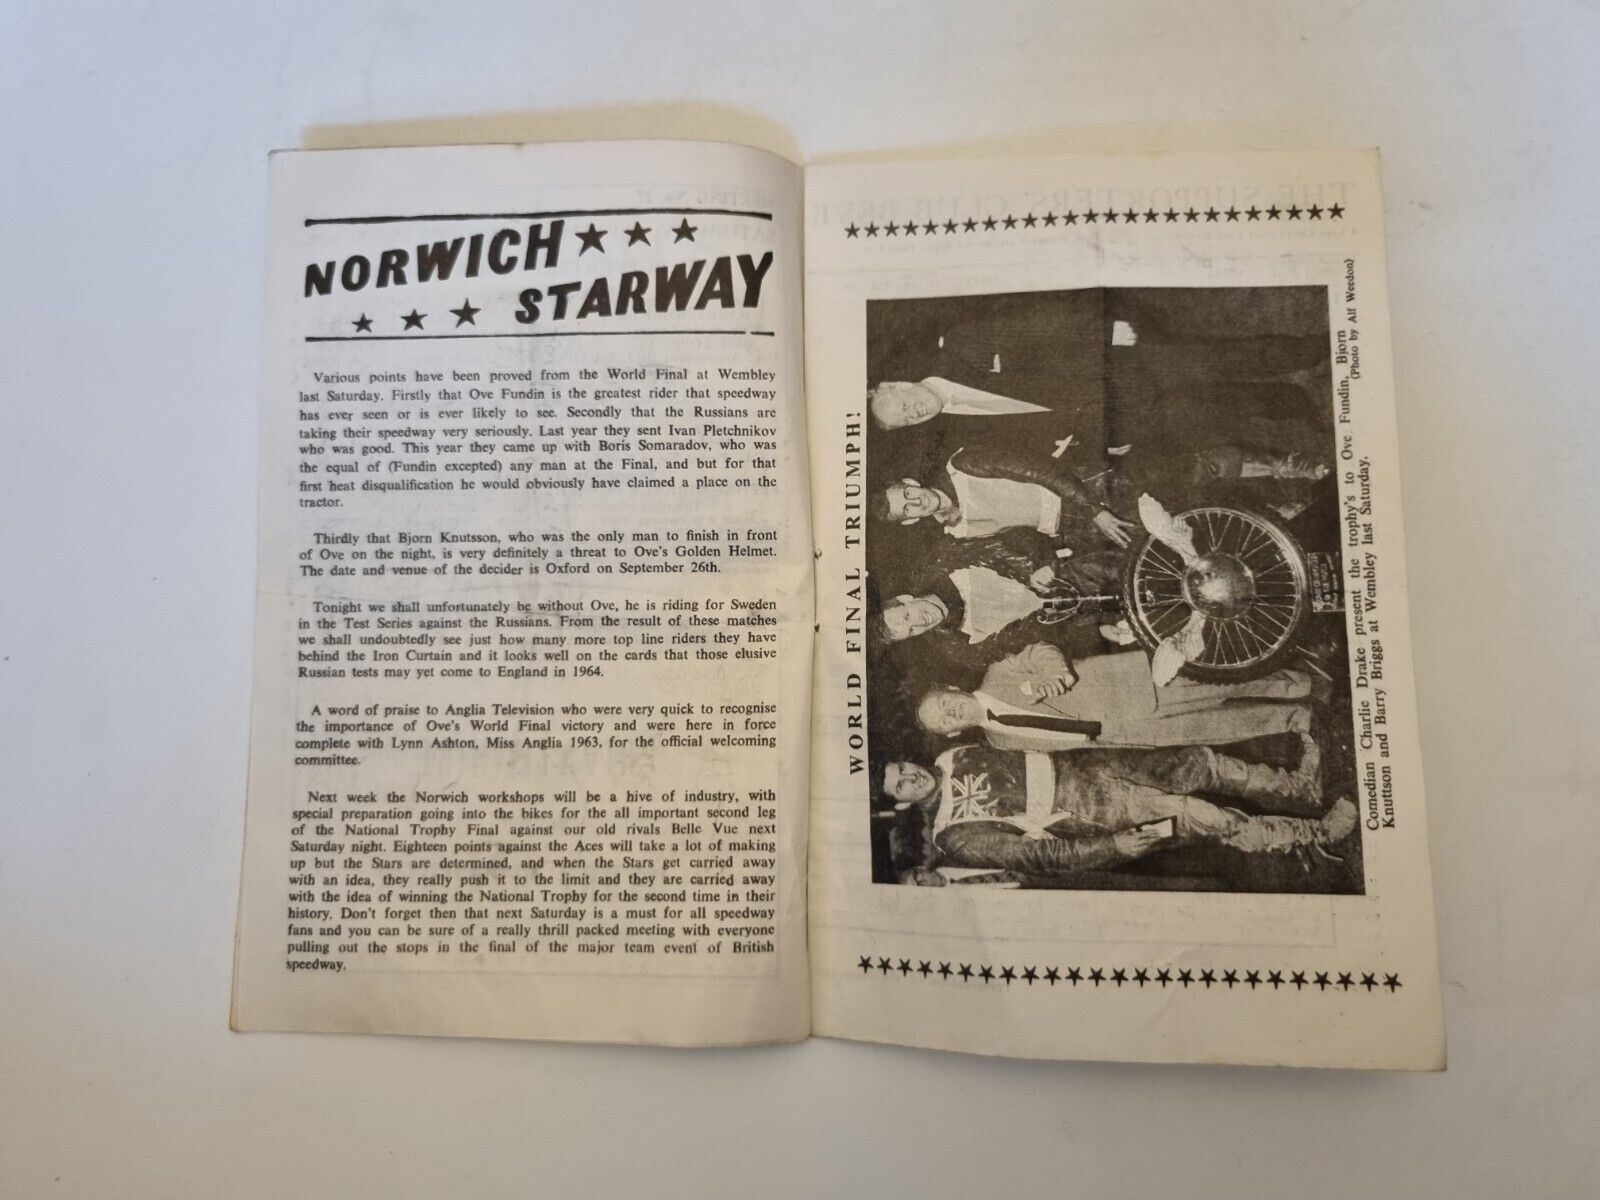 NORWICH ★ ★ ★
★ ★ ★ STARWAY
Various points have been proved from the World Final at Wembley
last Saturday. Firstly that Ove Fundin is the greatest rider that speedway
has ever seen or is ever likely to see. Secondly that the Russians are
taking their speedway very seriously. Last year they sent Ivan Pletchnikov
who was good. This year they came up with Boris Somaradov, who was
the equal of (Fundin excepted) any man at the Final, and but for that
first heat disqualification he would obviously have claimed a place on the
tractor.
Thirdly that Bjorn Knutsson, who was the only man to finish in front
of Ove on the night, is very definitely a threat to Ove's Golden Helmet.
The date and venue of the decider is Oxford on September 26th.
Tonight we shall unfortunately be without Ove, he is riding for Sweden
in the Test Series against the Russians. From the result of these matches
we shall undoubtedly see just how many more top line riders they have
behind the Iron Curtain and it looks well on the cards that those elusive
Russian tests may yet come to England in 1964.
A word of praise to Anglia Television who were very quick to recognise
the importance of Ove's World Final victory and were here in force
complete with Lynn Ashton, Miss Anglia 1963, for the official welcoming
committee.
Next week the Norwich workshops will be a hive of industry, with
special preparation going into the bikes for the all important second leg
of the National Trophy Final against our old rivals Belle Vue next
Saturday night. Eighteen points against the Aces will take a lot of making
up but the Stars are determined, and when the Stars get carried away
with an idea, they really push it to the limit and they are carried away
with the idea of winning the National Trophy for the second time in their
history. Don't forget then that next Saturday is a must for all speedway
fans and you can be sure of a really thrill packed meeting with everyone
pulling out the stops in the final of the major team event of British
speedway.
WORLD FINAL TRIUMPH!
Comedian Charlie Drake present the trophy's to Ove Fundin, Bjorn
Knuttson and Barry Briggs at Wembley last Saturday.
(Photo by Alf Weedon)